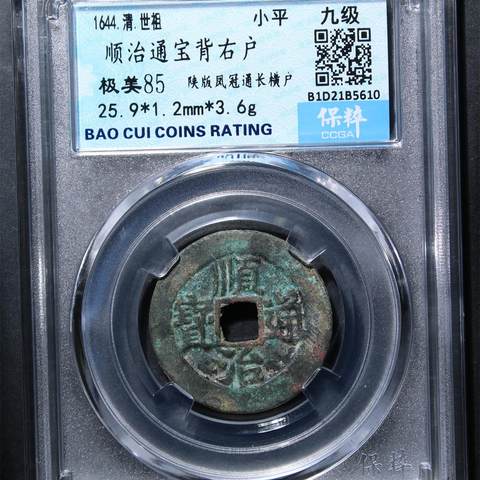 1644.清.世祖 小平 九级
顺治通宝背右户
极美85 陕版凤冠通长横户
25.9*1.2mm*3.6g
BAO CUI COINS RATING
B1D21B5610
保粹
CCGA
順治通寶
保粹